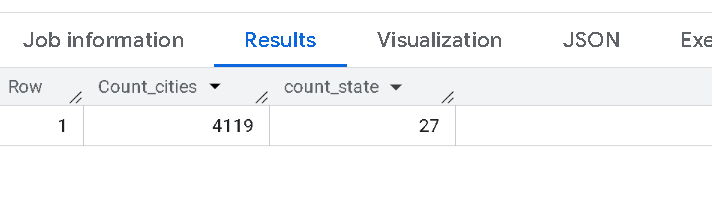 Job information Results Visualization JSON Exe
Row Count_cities count_state
1 4119 27